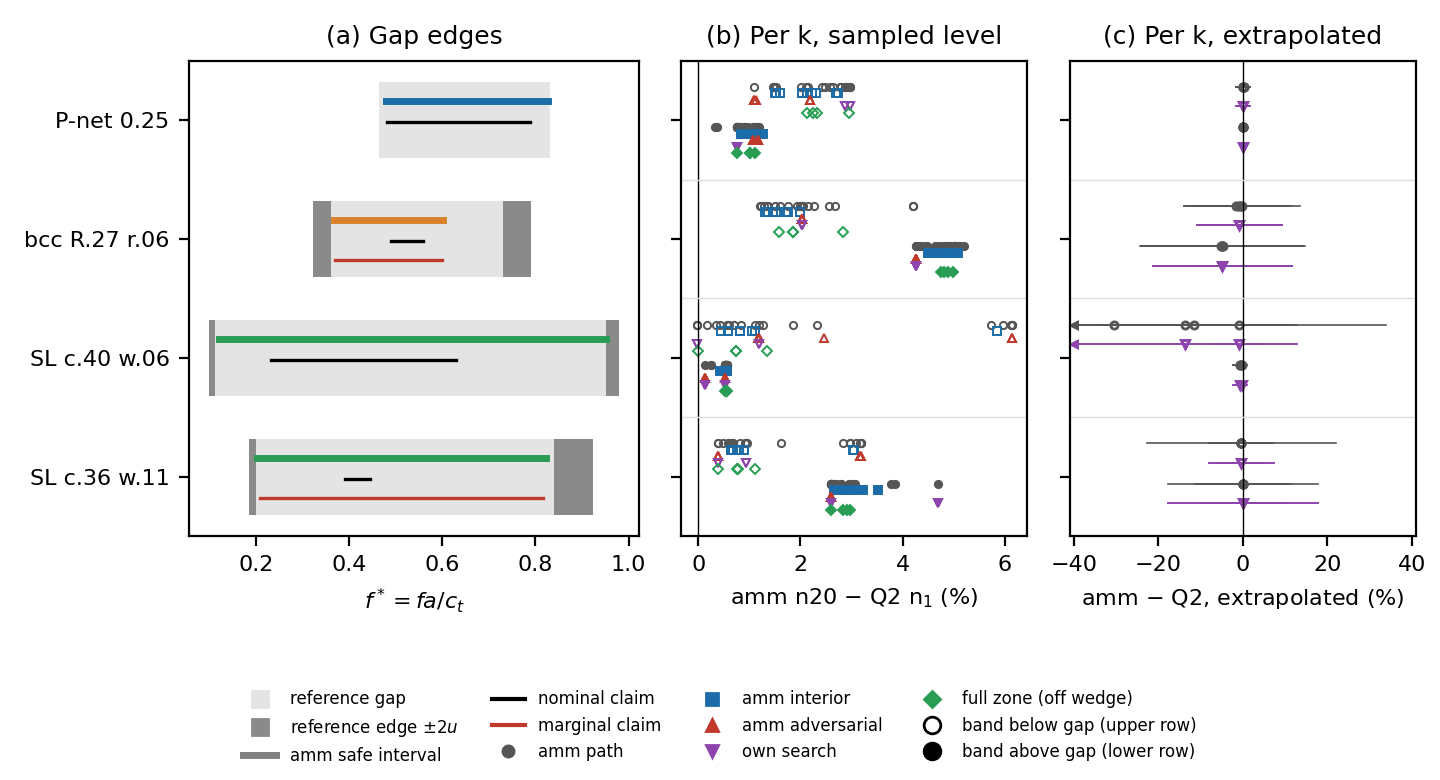 (a) Gap edges
(b) Per k, sampled level
(c) Per k, extrapolated
P-net 0.25
bcc R.27 r.06
SL c.40 w.06
SL c.36 w.11
0.2 0.4 0.6 0.8 1.0
0 2 4 6
−40 −20 0 20 40
f* = fa/c_t
amm n20 − Q2 n₁ (%)
amm − Q2, extrapolated (%)
reference gap
reference edge ±2u
amm safe interval
nominal claim
marginal claim
amm path
amm interior
amm adversarial
own search
full zone (off wedge)
band below gap (upper row)
band above gap (lower row)